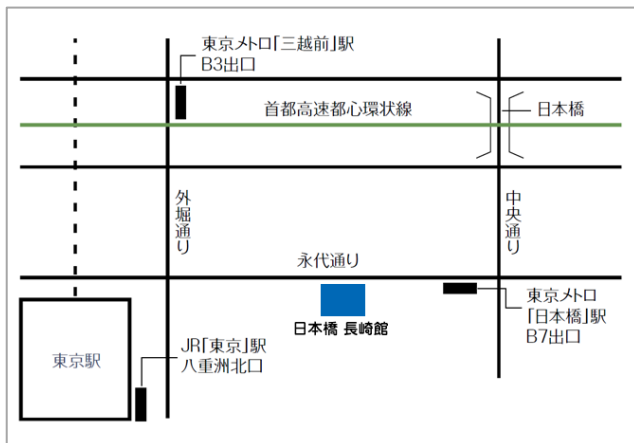 東京メトロ「三越前」駅
B3出口
首都高速都心環状線
日本橋
外堀通り
中央通り
永代通り
日本橋 長崎館
東京メトロ
「日本橋」駅
B7出口
JR「東京」駅
八重洲北口
東京駅